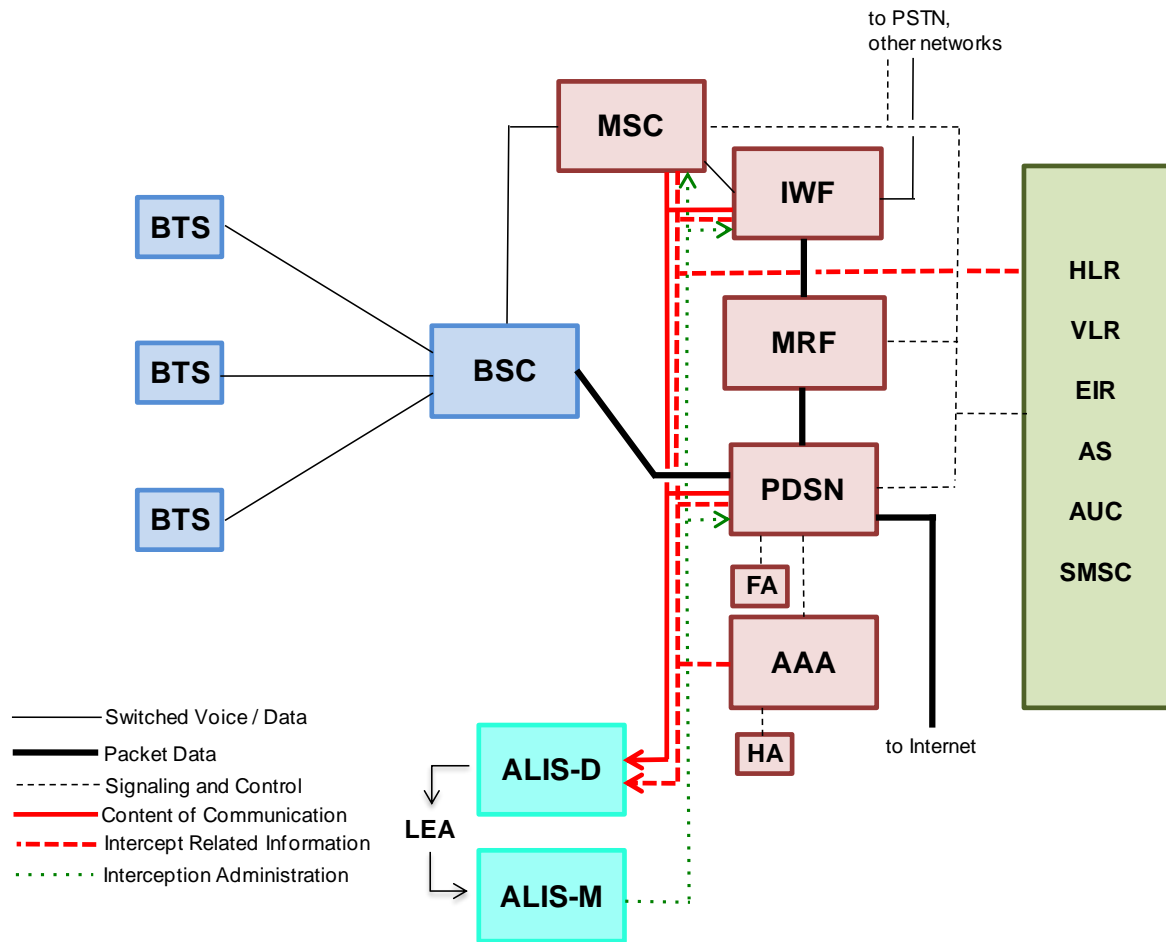 to PSTN,
other networks
MSC
IWF
BTS
HLR
MRF
VLR
BSC
BTS
EIR
AS
PDSN
AUC
BTS
SMSC
FA
AAA
Switched Voice / Data
Packet Data
HA
to Internet
ALIS-D
Signaling and Control
Content of Communication
LEA
Intercept Related Information
Interception Administration
ALIS-M